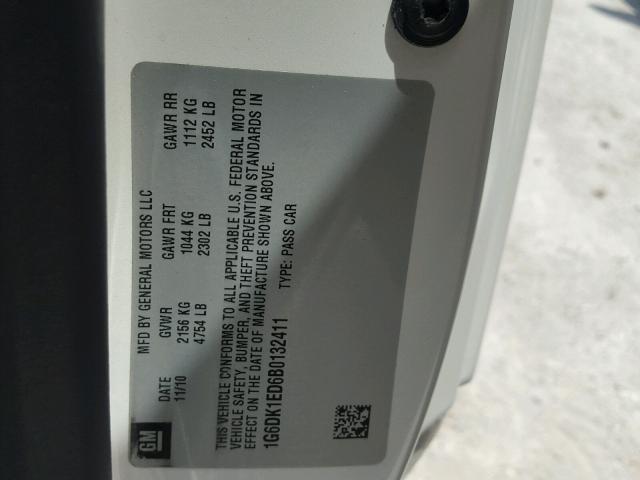 GM
MFD BY GENERAL MOTORS LLC
DATE GVWR GAWR FRT GAWR RR
11/10 2156 KG 1044 KG 1112 KG
4754 LB 2302 LB 2452 LB
THIS VEHICLE CONFORMS TO ALL APPLICABLE U.S. FEDERAL MOTOR
VEHICLE SAFETY, BUMPER, AND THEFT PREVENTION STANDARDS IN
EFFECT ON THE DATE OF MANUFACTURE SHOWN ABOVE.
1G6DK1ED6B0132411 TYPE: PASS CAR